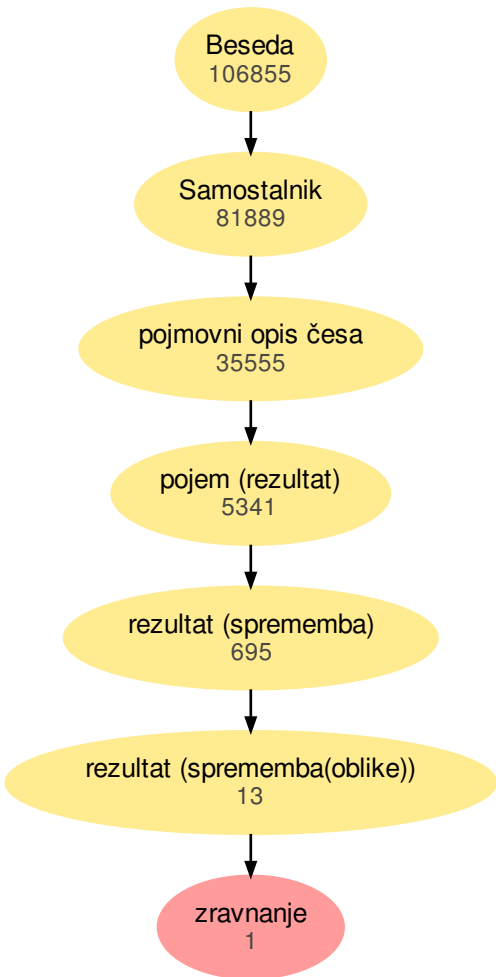 Beseda
106855
Samostalnik
81889
pojmovni opis česa
35555
pojem (rezultat)
5341
rezultat (sprememba)
695
rezultat (sprememba(oblike))
13
zravnanje
1